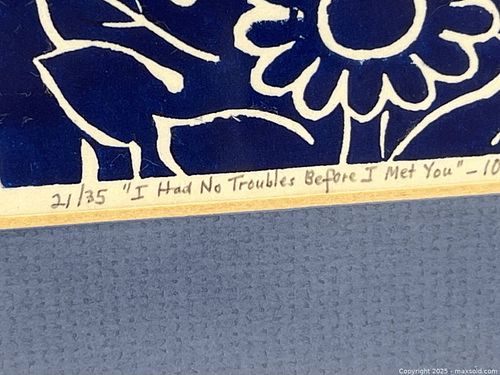 21/35 "I Had No Troubles Before I Met You" - 10
Copyright 2025 - maxsold.com